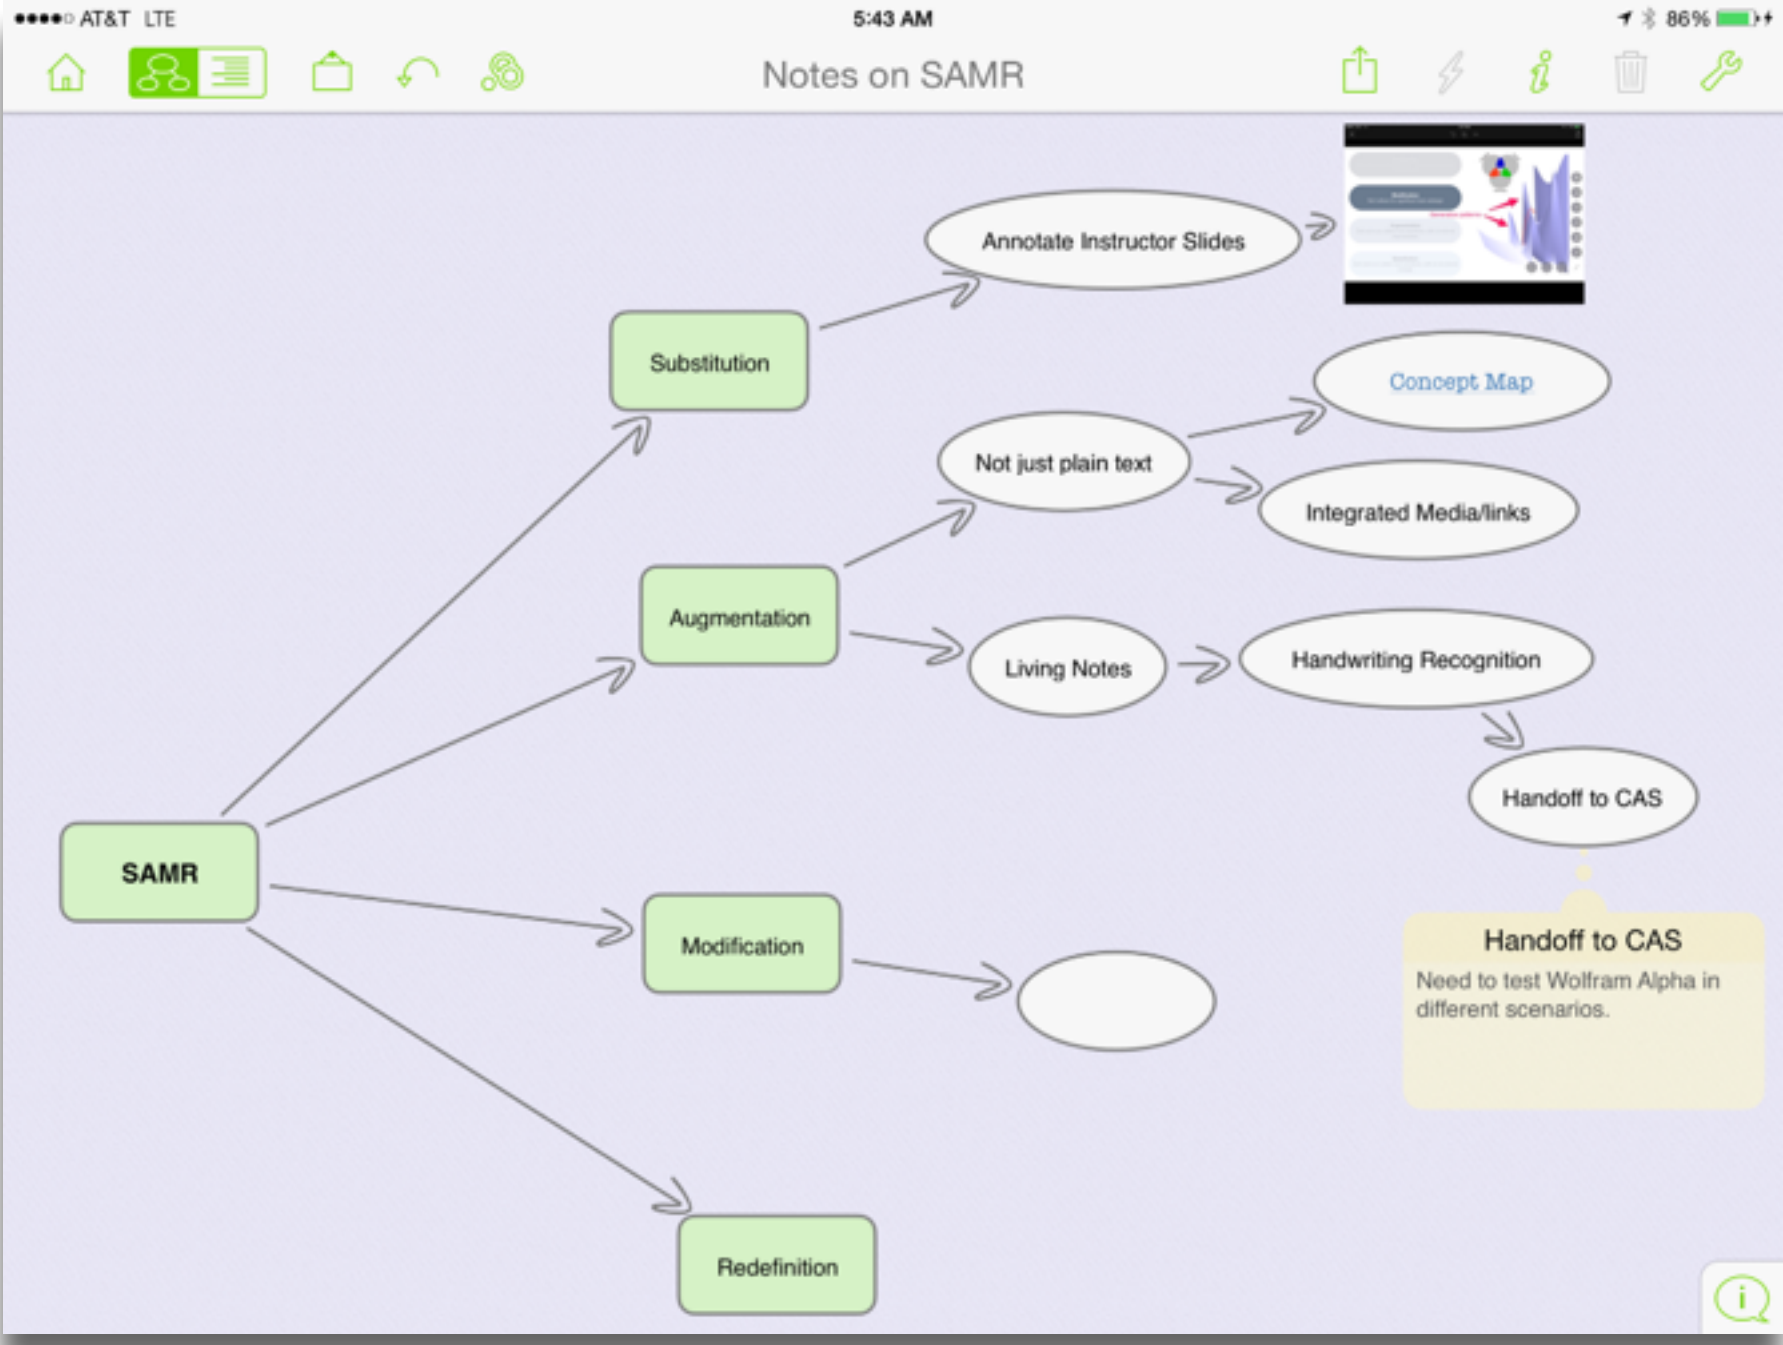 AT&T LTE
5:43 AM
86%
Notes on SAMR
Annotate Instructor Slides
Substitution
Concept Map
Not just plain text
Integrated Media/links
Augmentation
Living Notes
Handwriting Recognition
Handoff to CAS
SAMR
Modification
Handoff to CAS
Need to test Wolfram Alpha in
different scenarios.
Redefinition